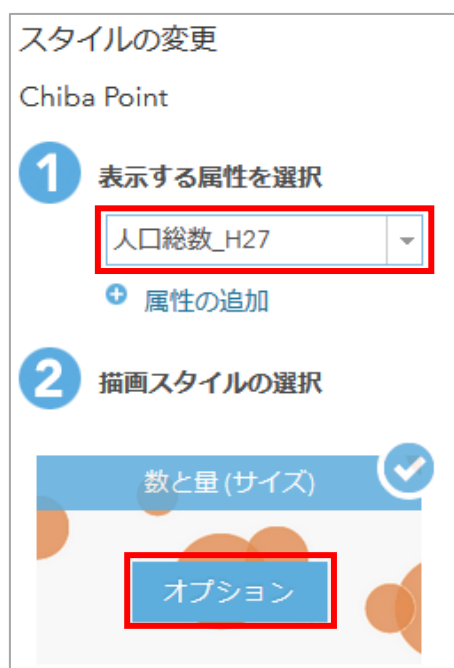 スタイルの変更
Chiba Point
1 表示する属性を選択
人口総数_H27
属性の追加
2 描画スタイルの選択
数と量(サイズ)
オプション